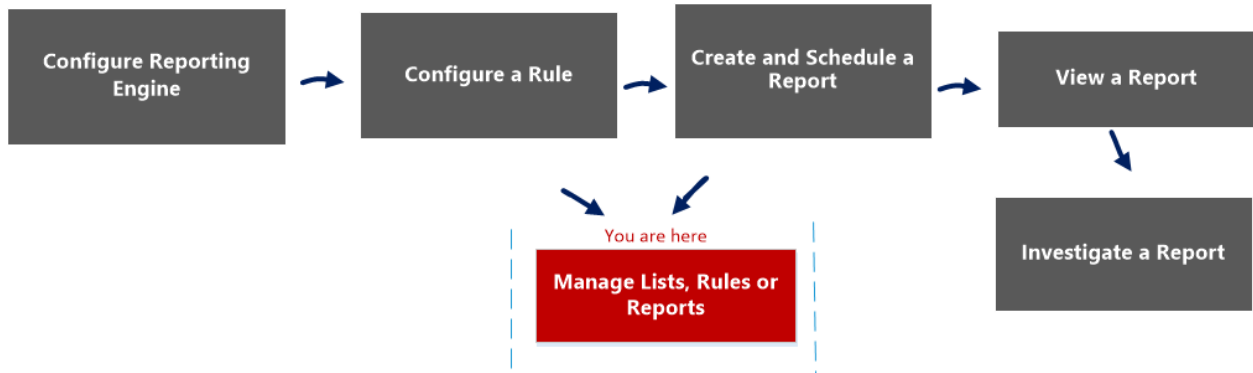 Configure Reporting
Engine
Configure a Rule
Create and Schedule a
Report
View a Report
You are here
Manage Lists, Rules or
Reports
Investigate a Report